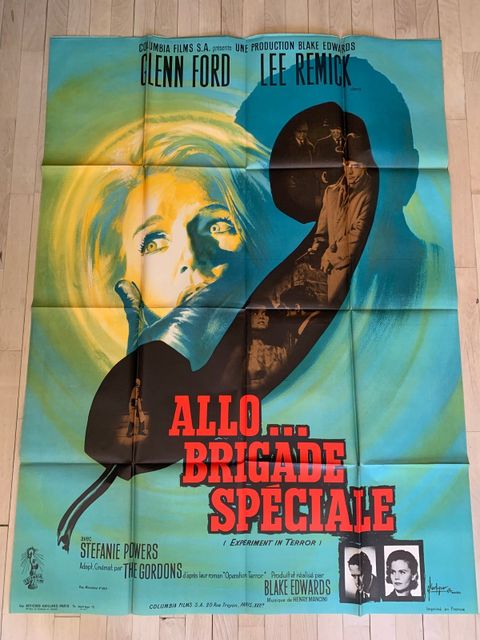 COLUMBIA FILMS S.A. présente UNE PRODUCTION BLAKE EDWARDS
GLENN FORD LEE REMICK
dans
ALLO...
BRIGADE
SPÉCIALE
( EXPERIMENT IN TERROR )
avec
STEFANIE POWERS
Adapt. Cinémat. par THE GORDONS d'après leur roman "Operation Terror"
Produit et réalisé par
BLAKE EDWARDS
Musique de HENRY MANCINI
COLUMBIA FILMS S.A. 20 Rue Troyon, PARIS
Imprimé en France